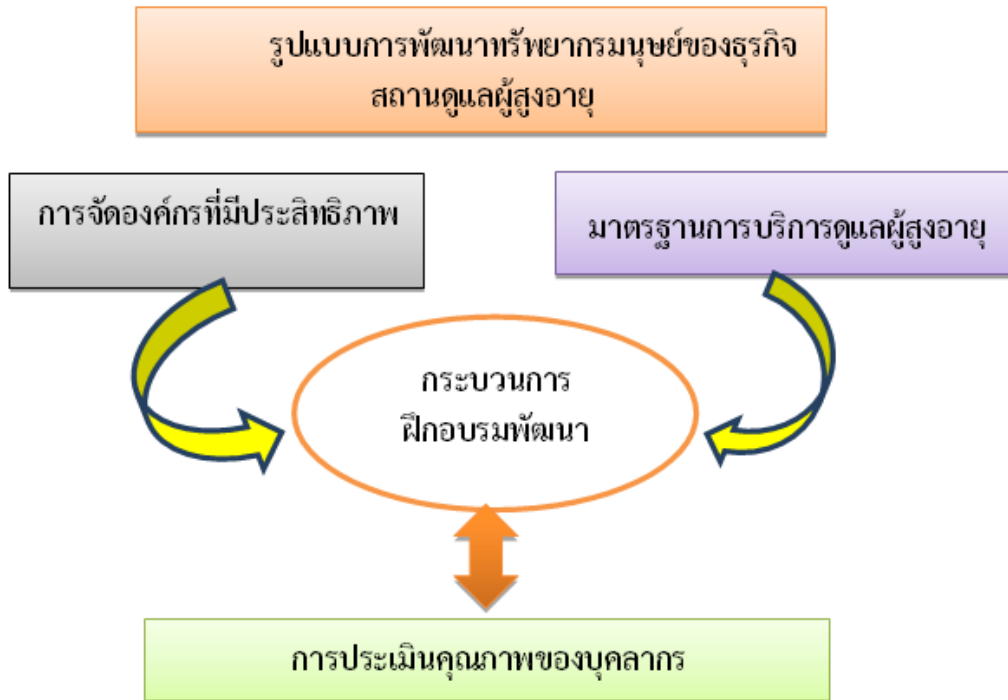 รูปแบบการพัฒนาทรัพยากรมนุษย์ของธุรกิจ
สถานดูแลผู้สูงอายุ
การจัดองค์กรที่มีประสิทธิภาพ
มาตรฐานการบริการดูแลผู้สูงอายุ
กระบวนการ
ฝึกอบรมพัฒนา
การประเมินคุณภาพของบุคลากร